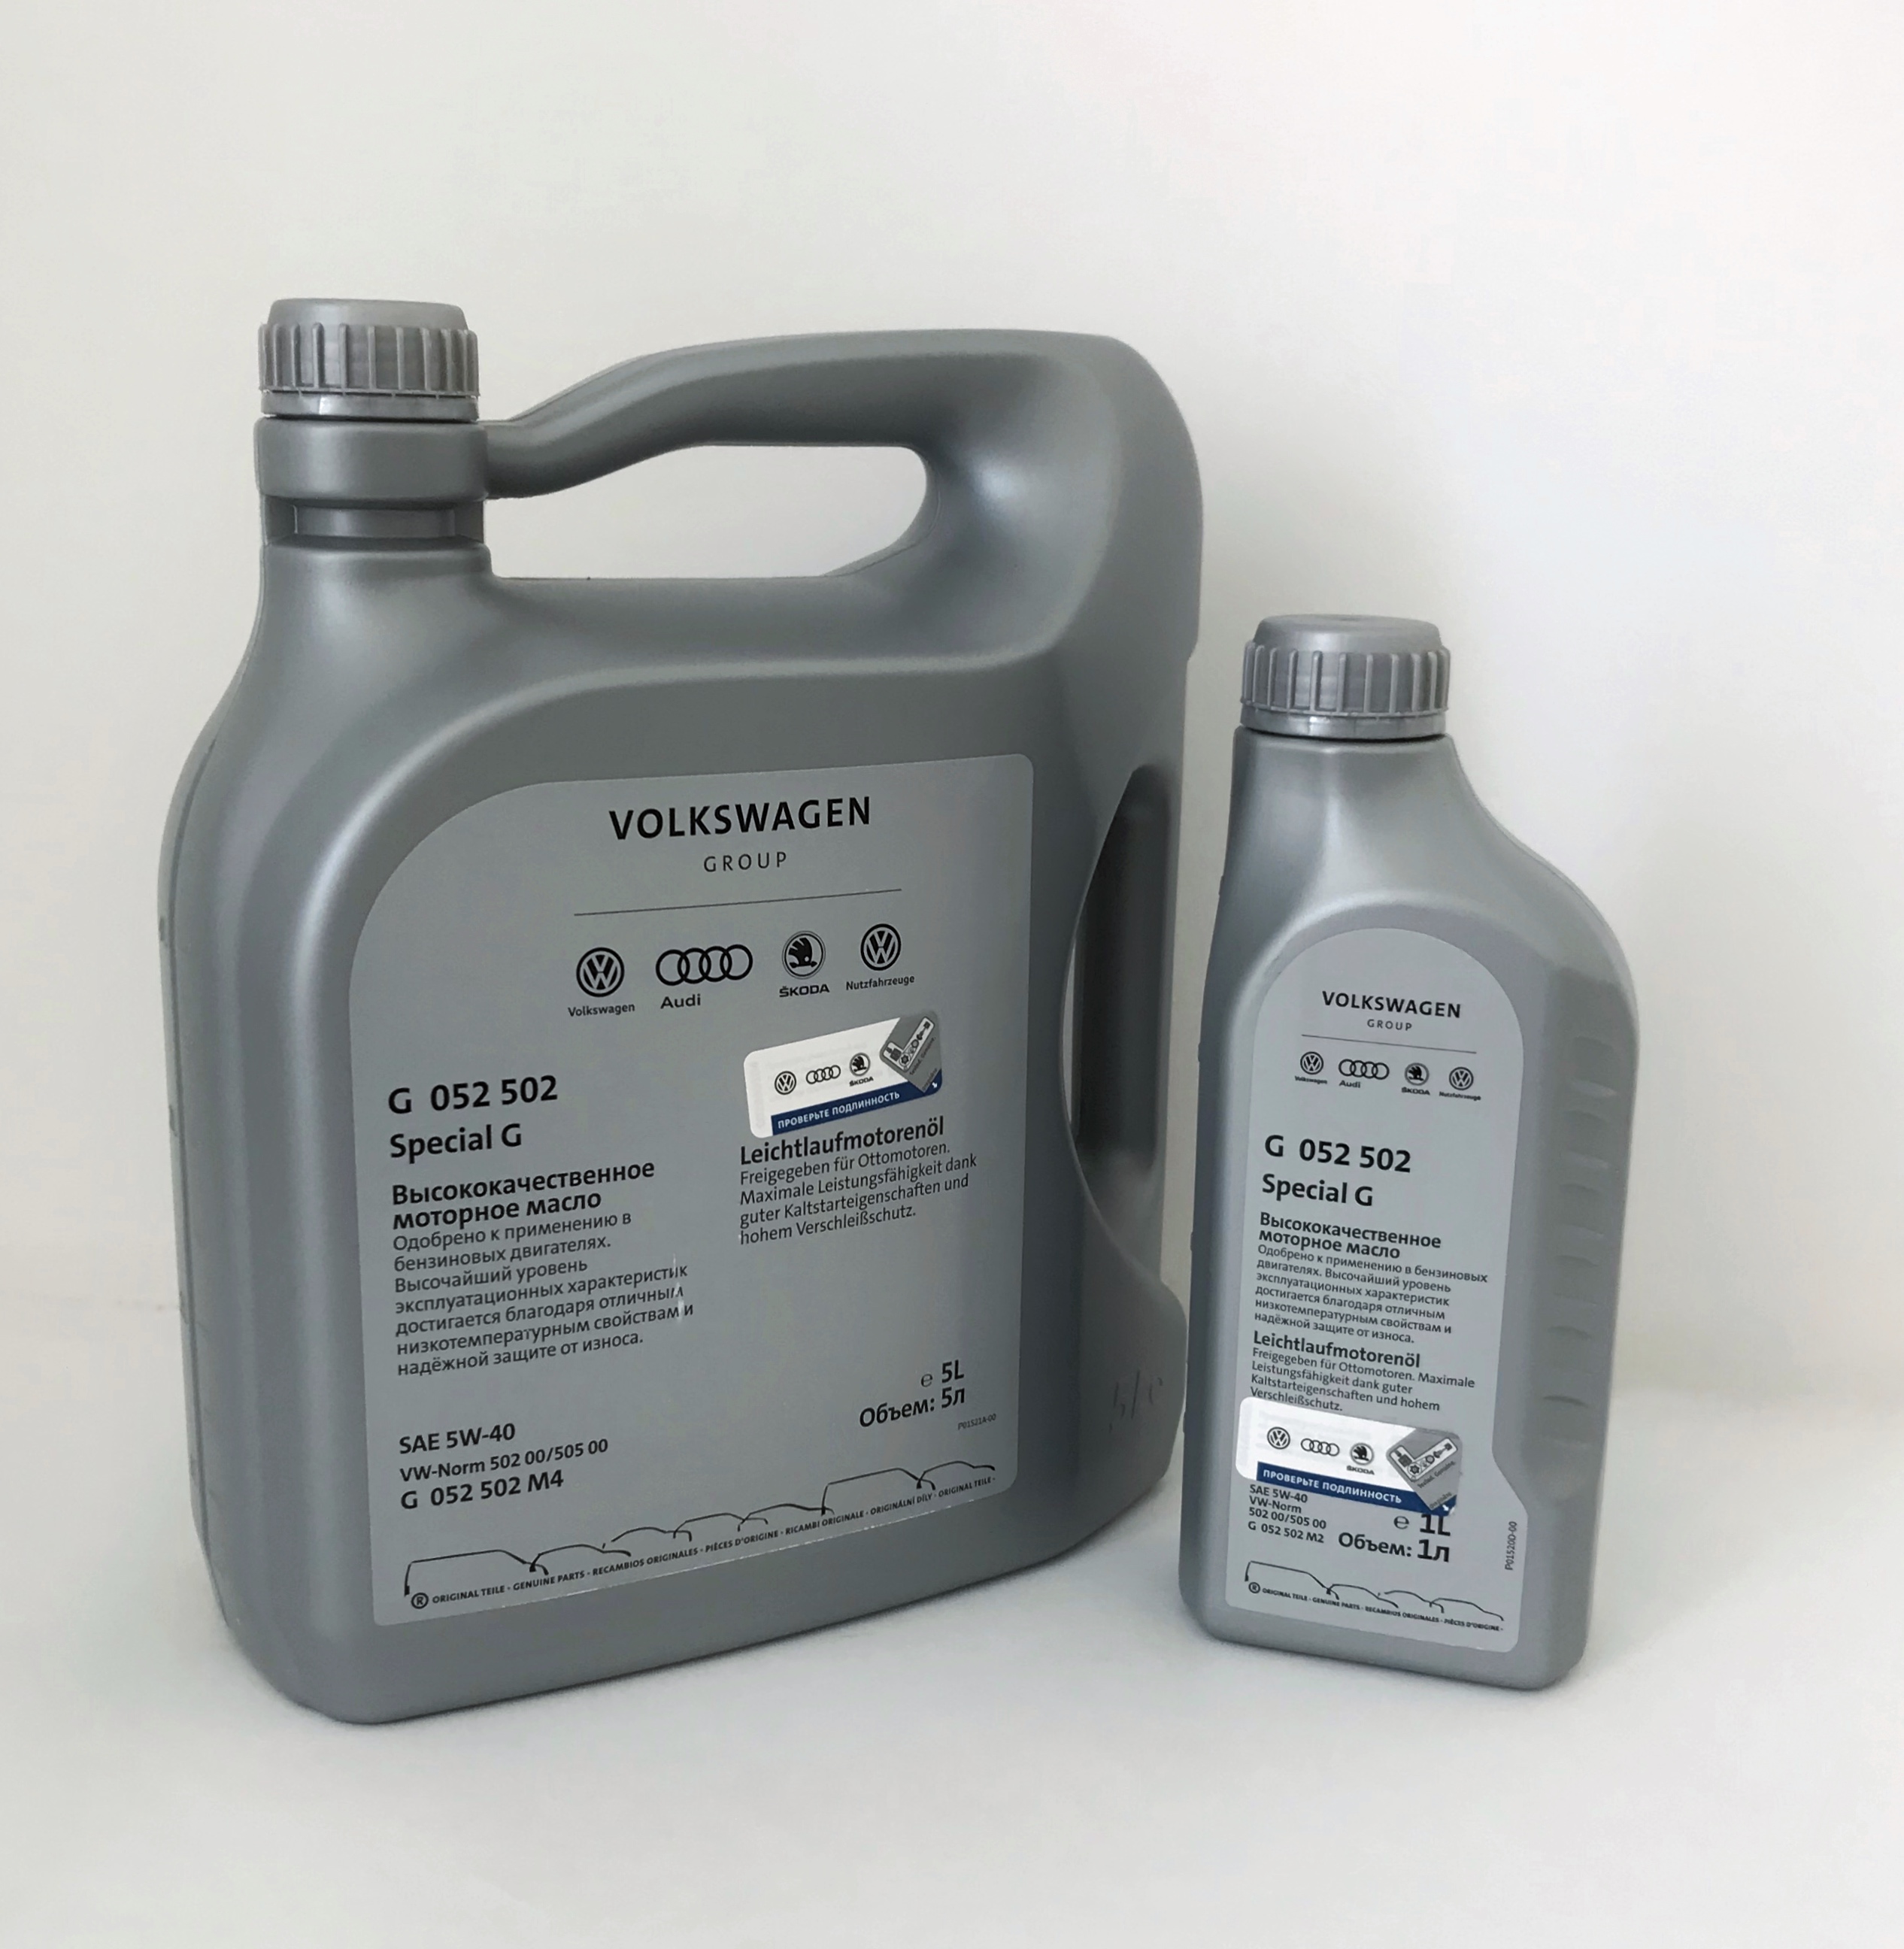 VOLKSWAGEN
GROUP
Volkswagen
Audi
ŠKODA
Nutzfahrzeuge
ŠKODA
ПРОВЕРЬТЕ ПОДЛИННОСТЬ
G 052 502
Special G
Высококачественное
моторное масло
Одобрено к применению в
бензиновых двигателях.
Высочайший уровень
эксплуатационных характеристик
достигается благодаря отличным
низкотемпературным свойствам и
надёжной защите от износа.
Leichtlaufmotorenöl
Freigegeben für Ottomotoren.
Maximale Leistungsfähigkeit dank
guter Kaltstarteigenschaften und
hohem Verschleißschutz.
e 5L
Объем: 5л
P01521A-00
SAE 5W-40
VW-Norm 502 00/505 00
G 052 502 M4
® ORIGINAL TEILE · GENUINE PARTS · RECAMBIOS ORIGINALES · PIÈCES D'ORIGINE · RICAMBI ORIGINALE · ORIGINÁLNÍ DÍLY · ORIGINAL TEILE ·
VOLKSWAGEN
GROUP
Volkswagen
Audi
ŠKODA
Nutzfahrzeuge
G 052 502
Special G
Высококачественное
моторное масло
Одобрено к применению в бензиновых
двигателях. Высочайший уровень
эксплуатационных характеристик
достигается благодаря отличным
низкотемпературным свойствам и
надёжной защите от износа.
Leichtlaufmotorenöl
Freigegeben für Ottomotoren. Maximale
Leistungsfähigkeit dank guter
Kaltstarteigenschaften und hohem
Verschleißschutz.
ŠKODA
ПРОВЕРЬТЕ ПОДЛИННОСТЬ
SAE 5W-40
VW-Norm
502 00/505 00
G 052 502 M2
e 1L
Объем: 1л
P01520D-00
® ORIGINAL TEILE · GENUINE PARTS · RECAMBIOS ORIGINALES · PIÈCES D'ORIGINE ·